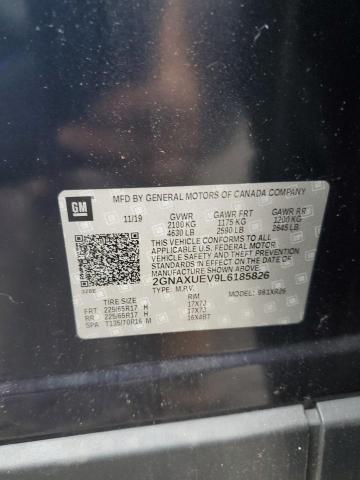 MFD BY GENERAL MOTORS OF CANADA COMPANY
GM
11/19 GVWR GAWR FRT GAWR RR
2100 KG 1175 KG 1200 KG
4630 LB 2590 LB 2645 LB
THIS VEHICLE CONFORMS TO ALL APPLICABLE
U.S. FEDERAL MOTOR VEHICLE SAFETY AND THEFT PREVENTION
STANDARDS IN EFFECT ON THE DATE OF
MANUFACTURE SHOWN ABOVE.
2GNAXUEV9L6185826
TYPE: M.P.V. MODEL:
TIRE SIZE RIM
FRT 225/65R17 H 17X7J
RR 225/65R17 H 17X7J
SPA T135/70R16 M 16X4BT